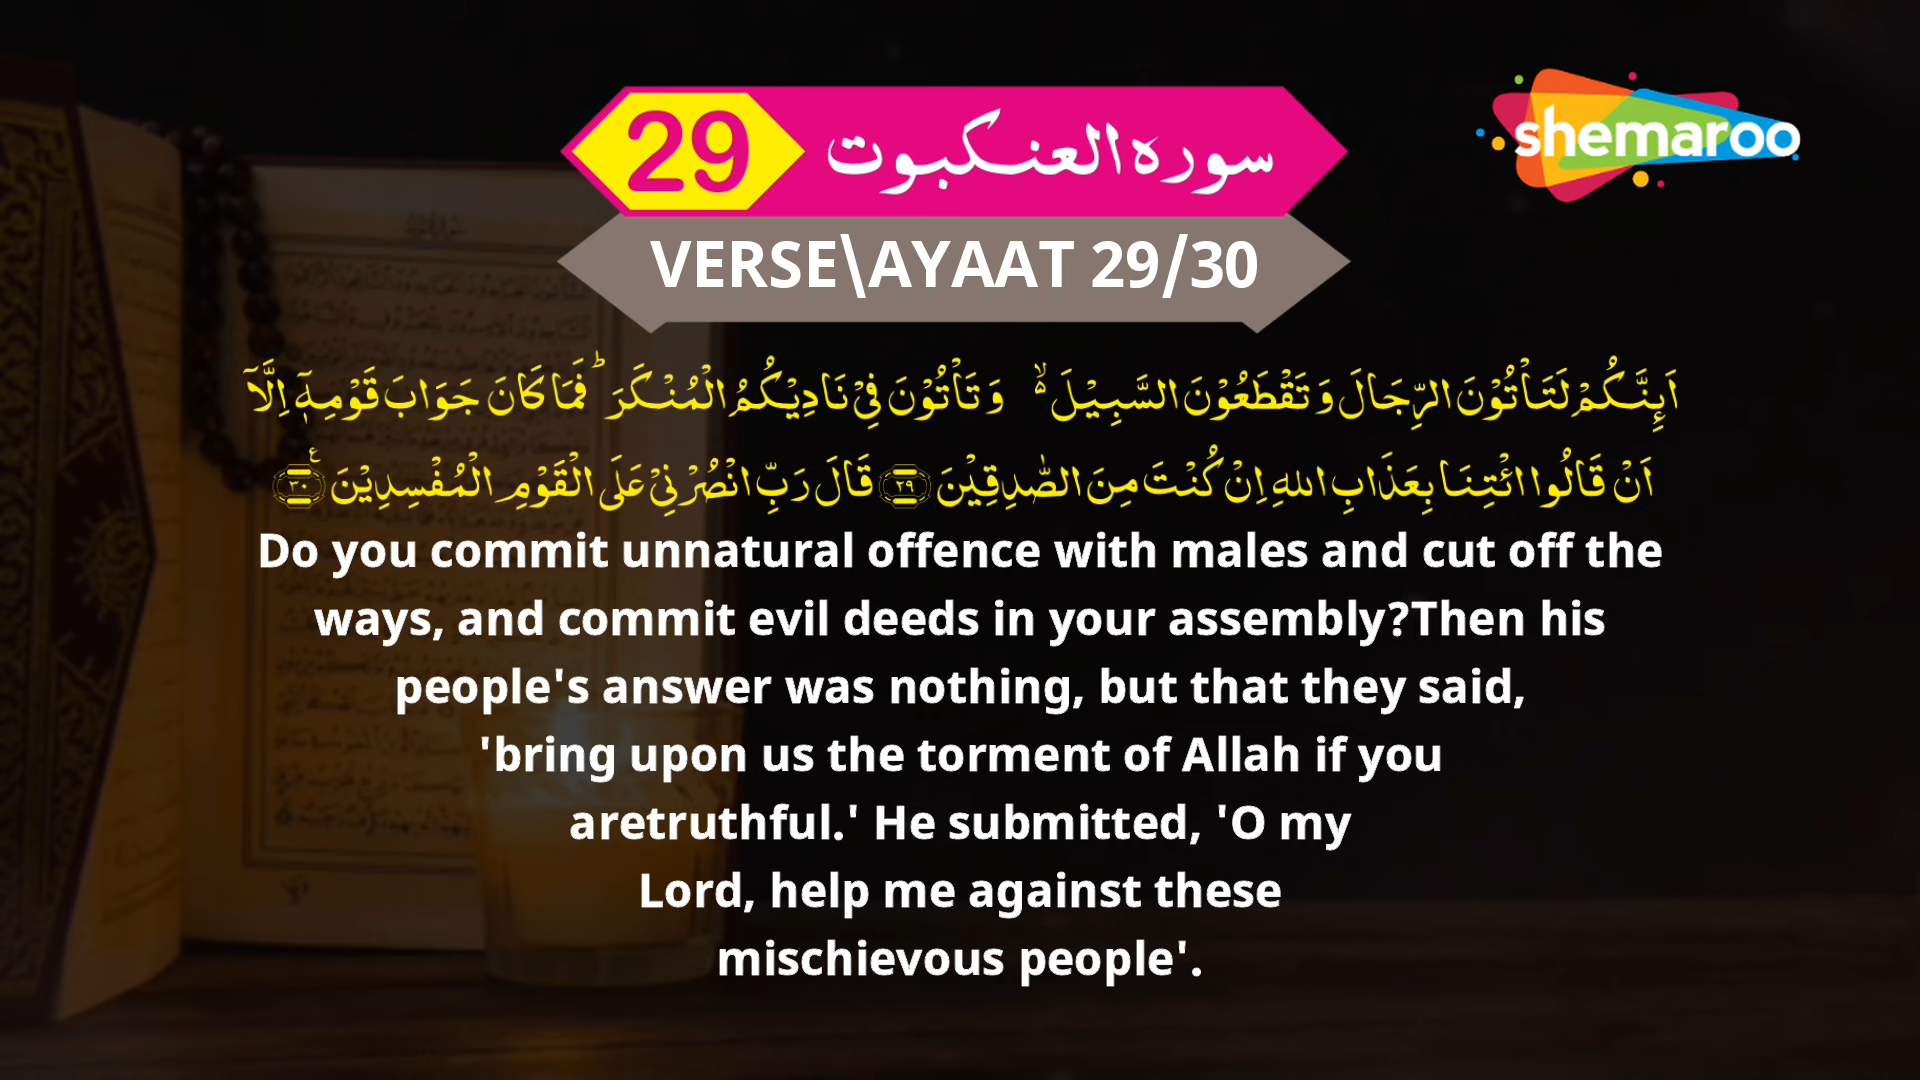 29 سورہ العنکبوت
shemaroo
VERSE\AYAAT 29/30
اَىِٕنَّكُمْ لَتَاْتُوْنَ الرِّجَالَ وَ تَقْطَعُوْنَ السَّبِیْلَ ۙ۬ وَ تَاْتُوْنَ فِیْ نَادِیْكُمُ الْمُنْكَرَ ؕ فَمَا كَانَ جَوَابَ قَوْمِهٖۤ اِلَّاۤ
اَنْ قَالُوا ائْتِنَا بِعَذَابِ اللهِ اِنْ كُنْتَ مِنَ الصّٰدِقِیْنَ ۲۹ قَالَ رَبِّ انْصُرْنِیْ عَلَی الْقَوْمِ الْمُفْسِدِیْنَ ۳۰ ع
Do you commit unnatural offence with males and cut off the
ways, and commit evil deeds in your assembly?Then his
people's answer was nothing, but that they said,
'bring upon us the torment of Allah if you
aretruthful.' He submitted, 'O my
Lord, help me against these
mischievous people'.